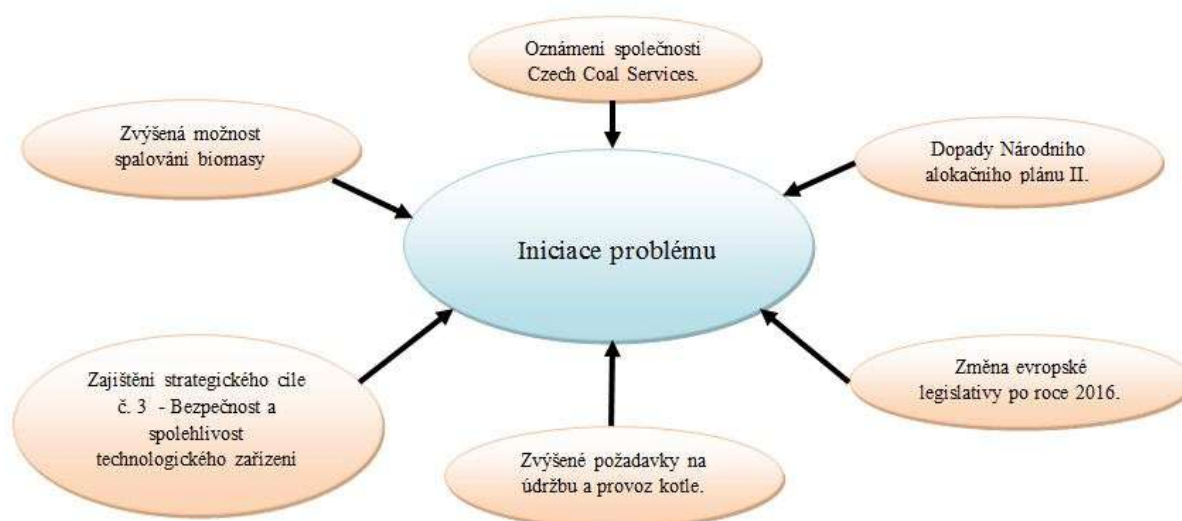 Oznámení společnosti
Czech Coal Services.
Zvýšená možnost
spalování biomasy
Dopady Národního
alokačního plánu II.
Iniciace problému
Zajištění strategického cíle
č. 3 - Bezpečnost a
spolehlivost
technologického zařízení
Změna evropské
legislativy po roce 2016.
Zvýšené požadavky na
údržbu a provoz kotle.